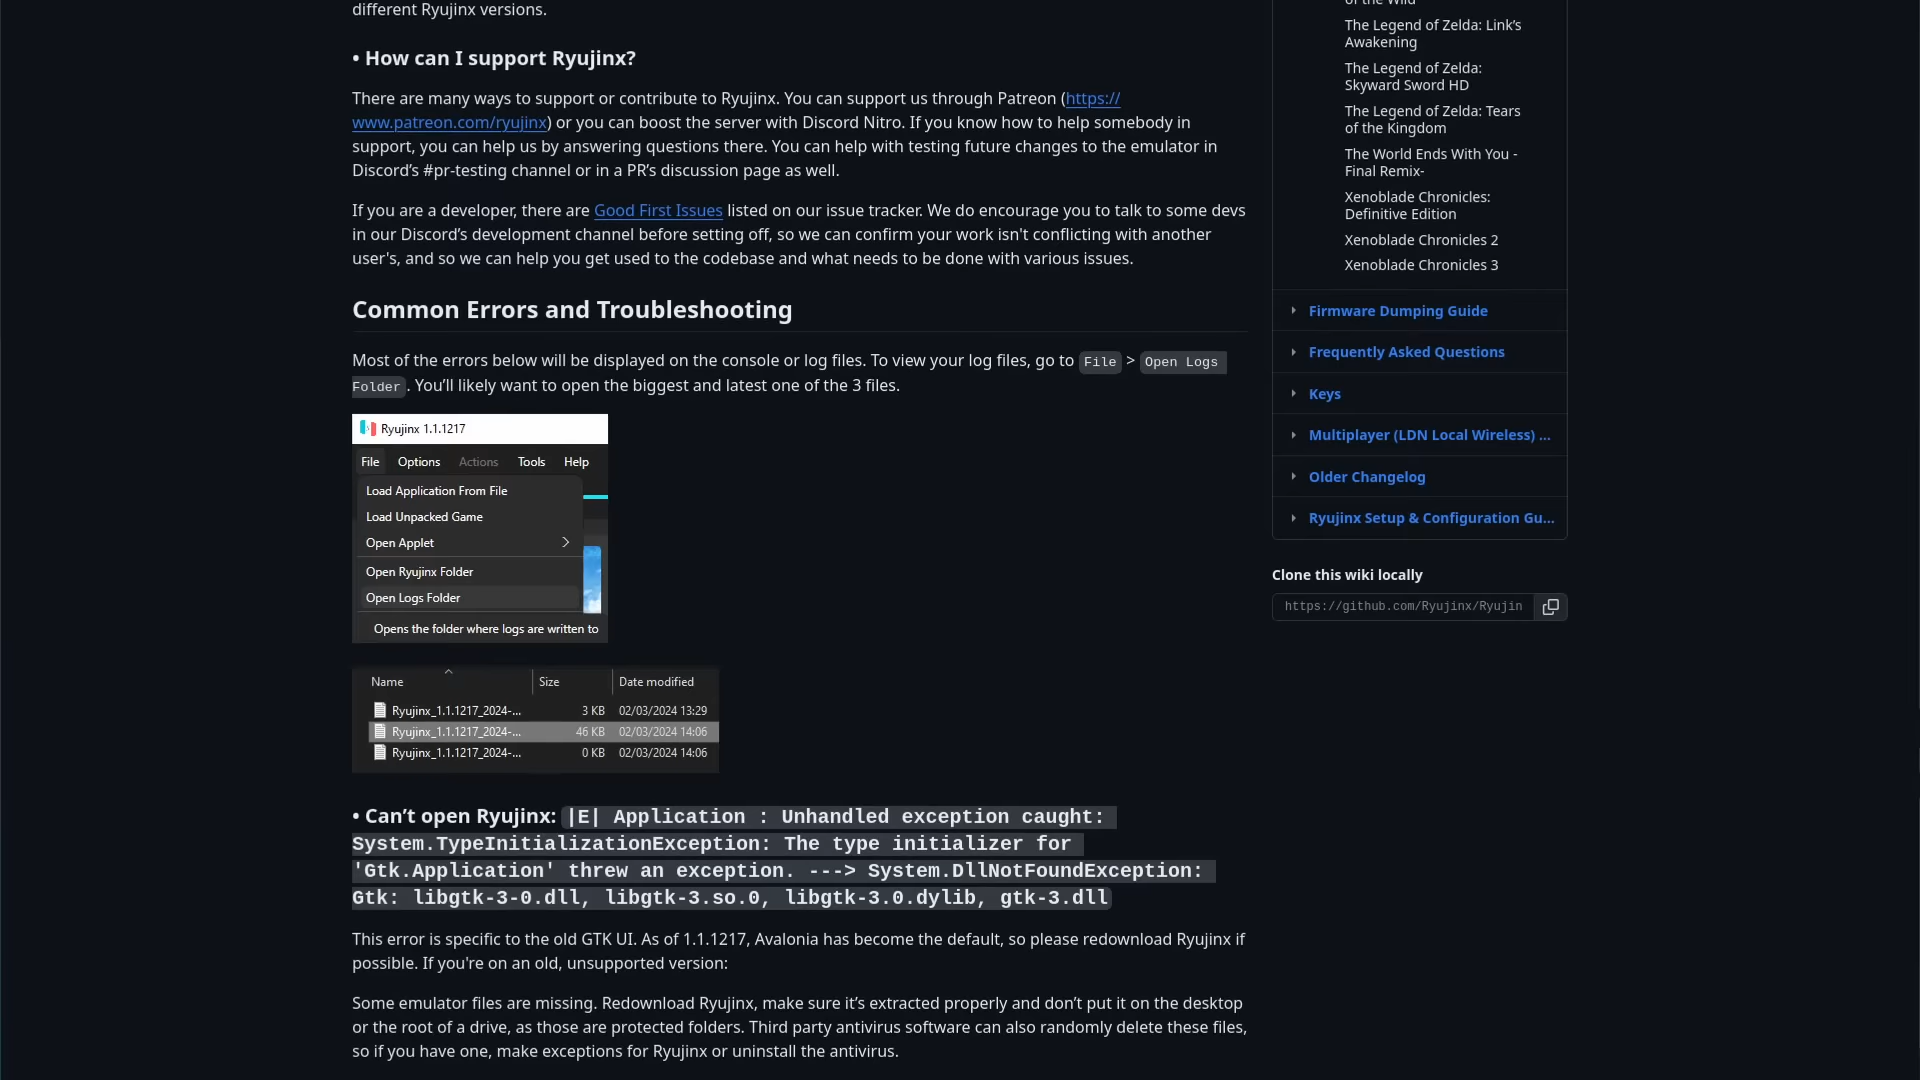 different Ryujinx versions.
• How can I support Ryujinx?
There are many ways to support or contribute to Ryujinx. You can support us through Patreon (https://
www.patreon.com/ryujinx) or you can boost the server with Discord Nitro. If you know how to help somebody in
support, you can help us by answering questions there. You can help with testing future changes to the emulator in
Discord’s #pr-testing channel or in a PR’s discussion page as well.
If you are a developer, there are Good First Issues listed on our issue tracker. We do encourage you to talk to some devs
in our Discord’s development channel before setting off, so we can confirm your work isn't conflicting with another
user's, and so we can help you get used to the codebase and what needs to be done with various issues.
Common Errors and Troubleshooting
Most of the errors below will be displayed on the console or log files. To view your log files, go to File > Open Logs
Folder. You’ll likely want to open the biggest and latest one of the 3 files.
Ryujinx 1.1.1217
File Options Actions Tools Help
Load Application From File
Load Unpacked Game
Open Applet
Open Ryujinx Folder
Open Logs Folder
Opens the folder where logs are written to
Name Size Date modified
Ryujinx_1.1.1217_2024-... 3 KB 02/03/2024 13:29
Ryujinx_1.1.1217_2024-... 46 KB 02/03/2024 14:06
Ryujinx_1.1.1217_2024-... 0 KB 02/03/2024 14:06
• Can’t open Ryujinx: |E| Application : Unhandled exception caught:
System.TypeInitializationException: The type initializer for
'Gtk.Application' threw an exception. ---> System.DllNotFoundException:
Gtk: libgtk-3-0.dll, libgtk-3.so.0, libgtk-3.0.dylib, gtk-3.dll
This error is specific to the old GTK UI. As of 1.1.1217, Avalonia has become the default, so please redownload Ryujinx if
possible. If you're on an old, unsupported version:
Some emulator files are missing. Redownload Ryujinx, make sure it’s extracted properly and don’t put it on the desktop
or the root of a drive, as those are protected folders. Third party antivirus software can also randomly delete these files,
so if you have one, make exceptions for Ryujinx or uninstall the antivirus.
of the Wild
The Legend of Zelda: Link’s
Awakening
The Legend of Zelda:
Skyward Sword HD
The Legend of Zelda: Tears
of the Kingdom
The World Ends With You -
Final Remix-
Xenoblade Chronicles:
Definitive Edition
Xenoblade Chronicles 2
Xenoblade Chronicles 3
Firmware Dumping Guide
Frequently Asked Questions
Keys
Multiplayer (LDN Local Wireless) ...
Older Changelog
Ryujinx Setup & Configuration Gu...
Clone this wiki locally
https://github.com/Ryujinx/Ryujin